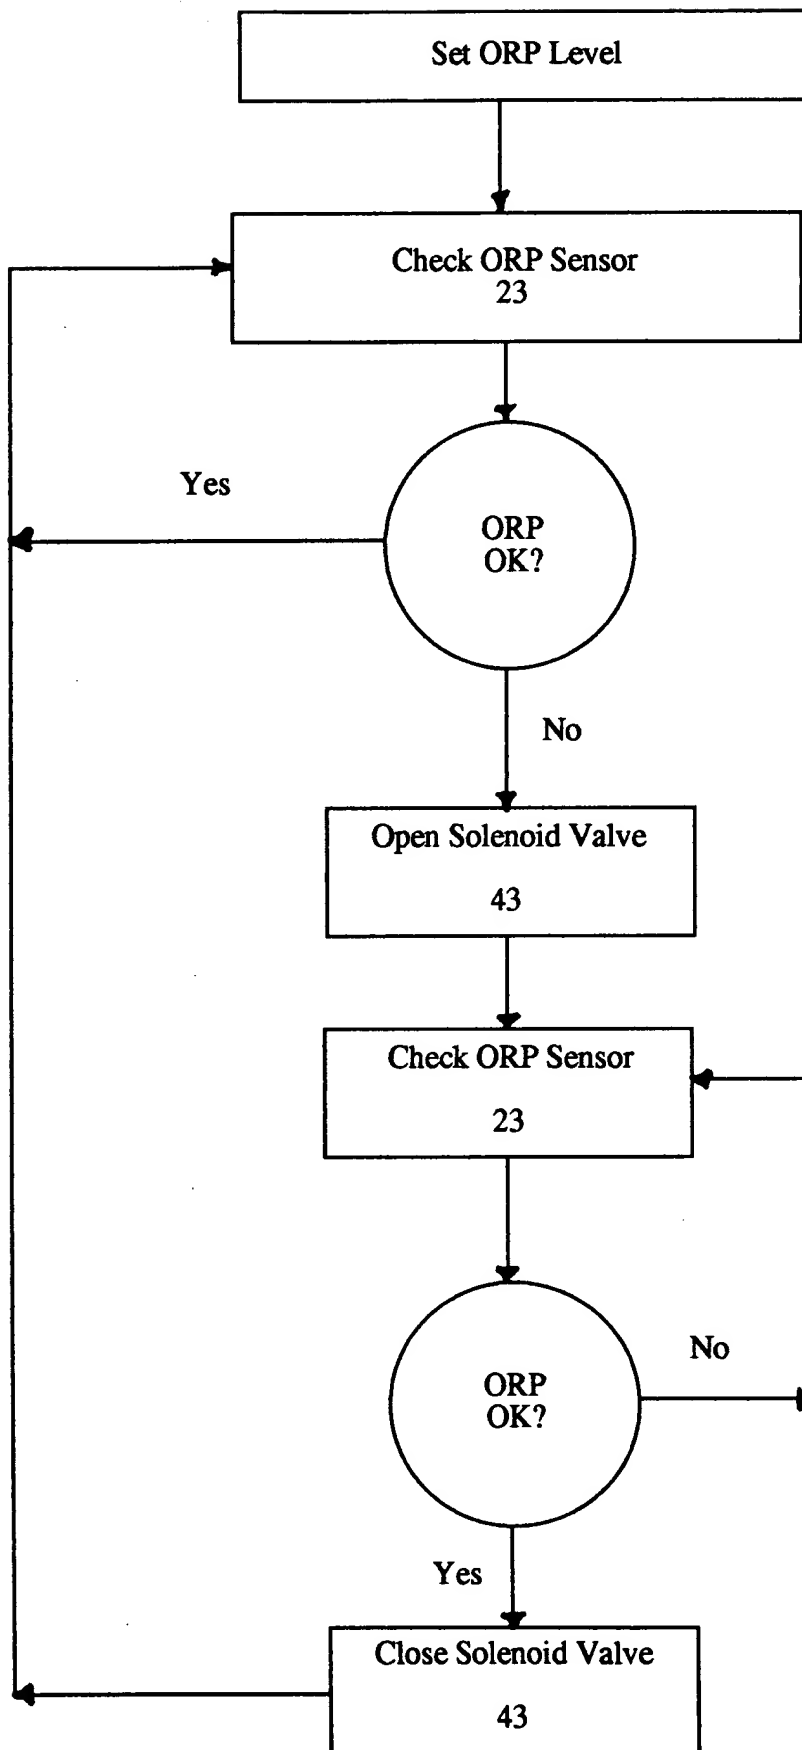 Set ORP Level
Check ORP Sensor
23
Yes
ORP
OK?
No
Open Solenoid Valve
43
Check ORP Sensor
23
No
ORP
OK?
Yes
Close Solenoid Valve
43